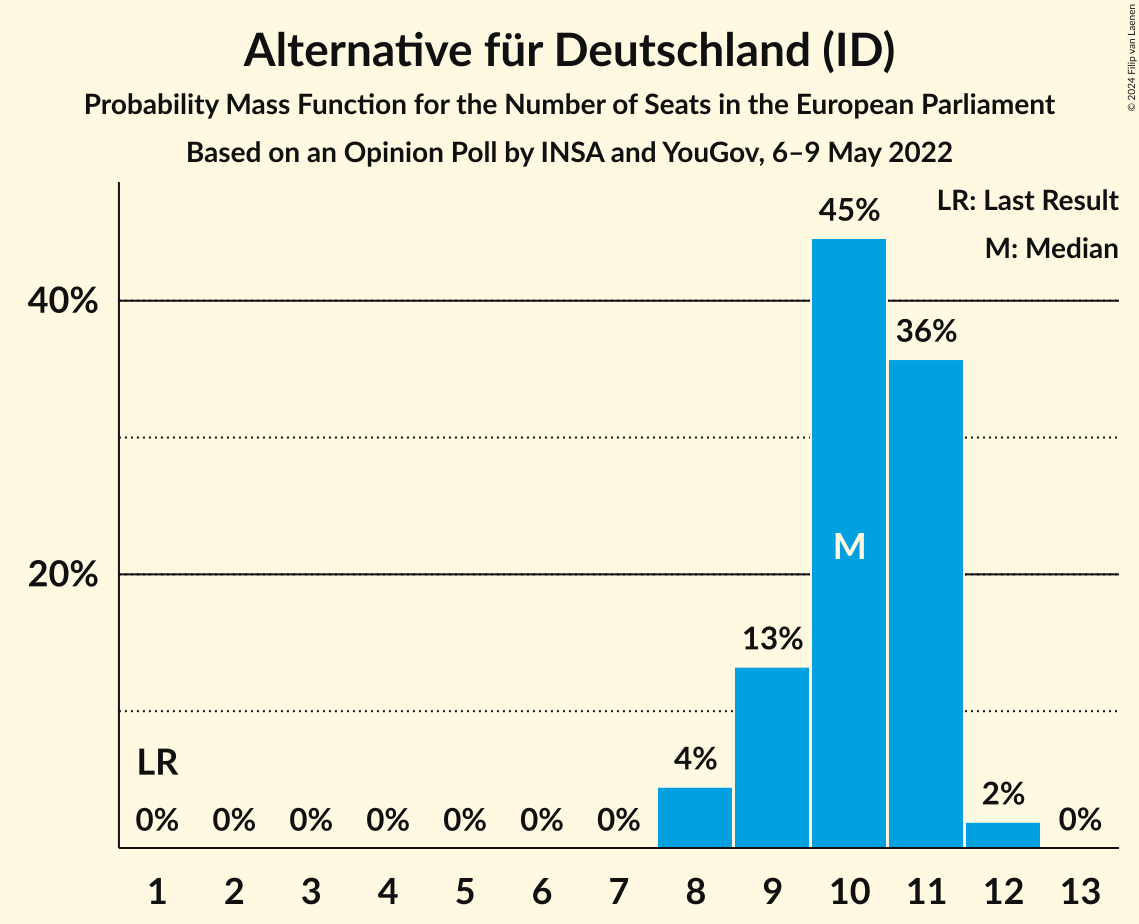 Alternative für Deutschland (ID)
Probability Mass Function for the Number of Seats in the European Parliament
Based on an Opinion Poll by INSA and YouGov, 6–9 May 2022
© 2024 Filip van Laenen
LR: Last Result
M: Median
45%
40%
36%
M
20%
13%
LR
4%
2%
0% 0% 0% 0% 0% 0% 0% 0%
1 2 3 4 5 6 7 8 9 10 11 12 13